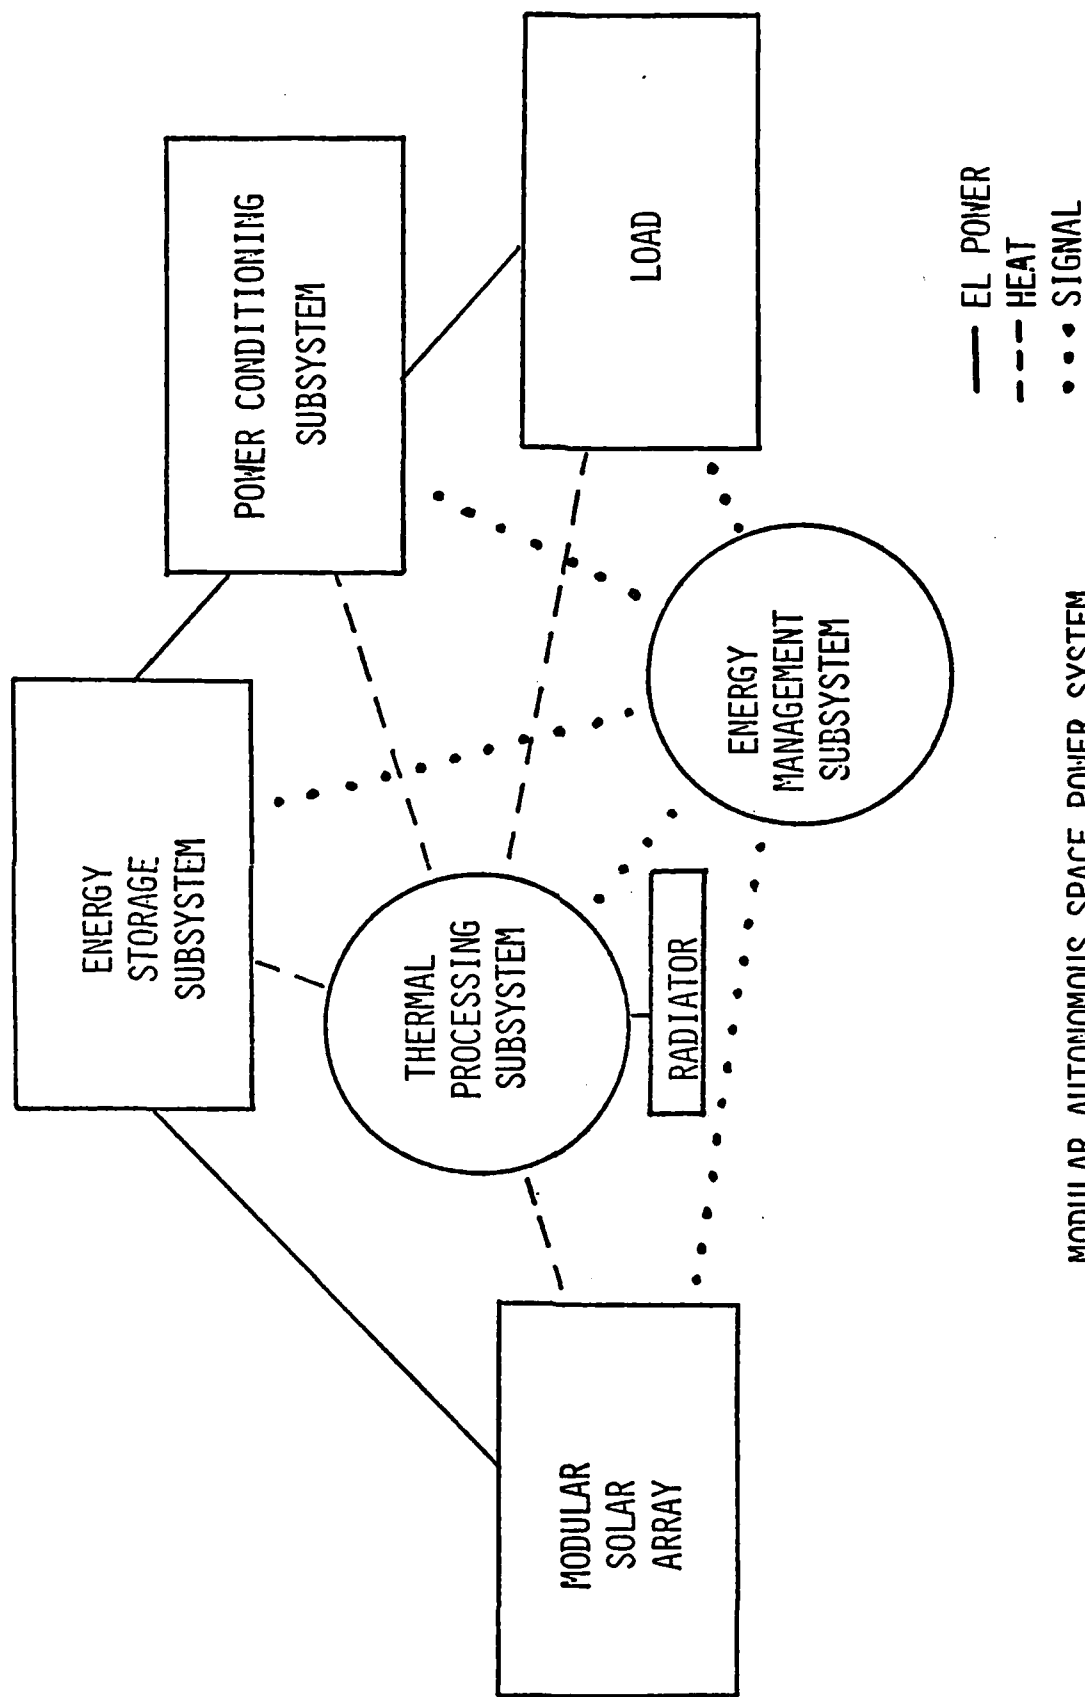 ENERGY
STORAGE
SUBSYSTEM
POWER CONDITIONING
SUBSYSTEM
THERMAL
PROCESSING
SUBSYSTEM
MODULAR
SOLAR
ARRAY
RADIATOR
ENERGY
MANAGEMENT
SUBSYSTEM
LOAD
EL POWER
HEAT
SIGNAL
MODULAR AUTONOMOUS SPACE POWER SYSTEM